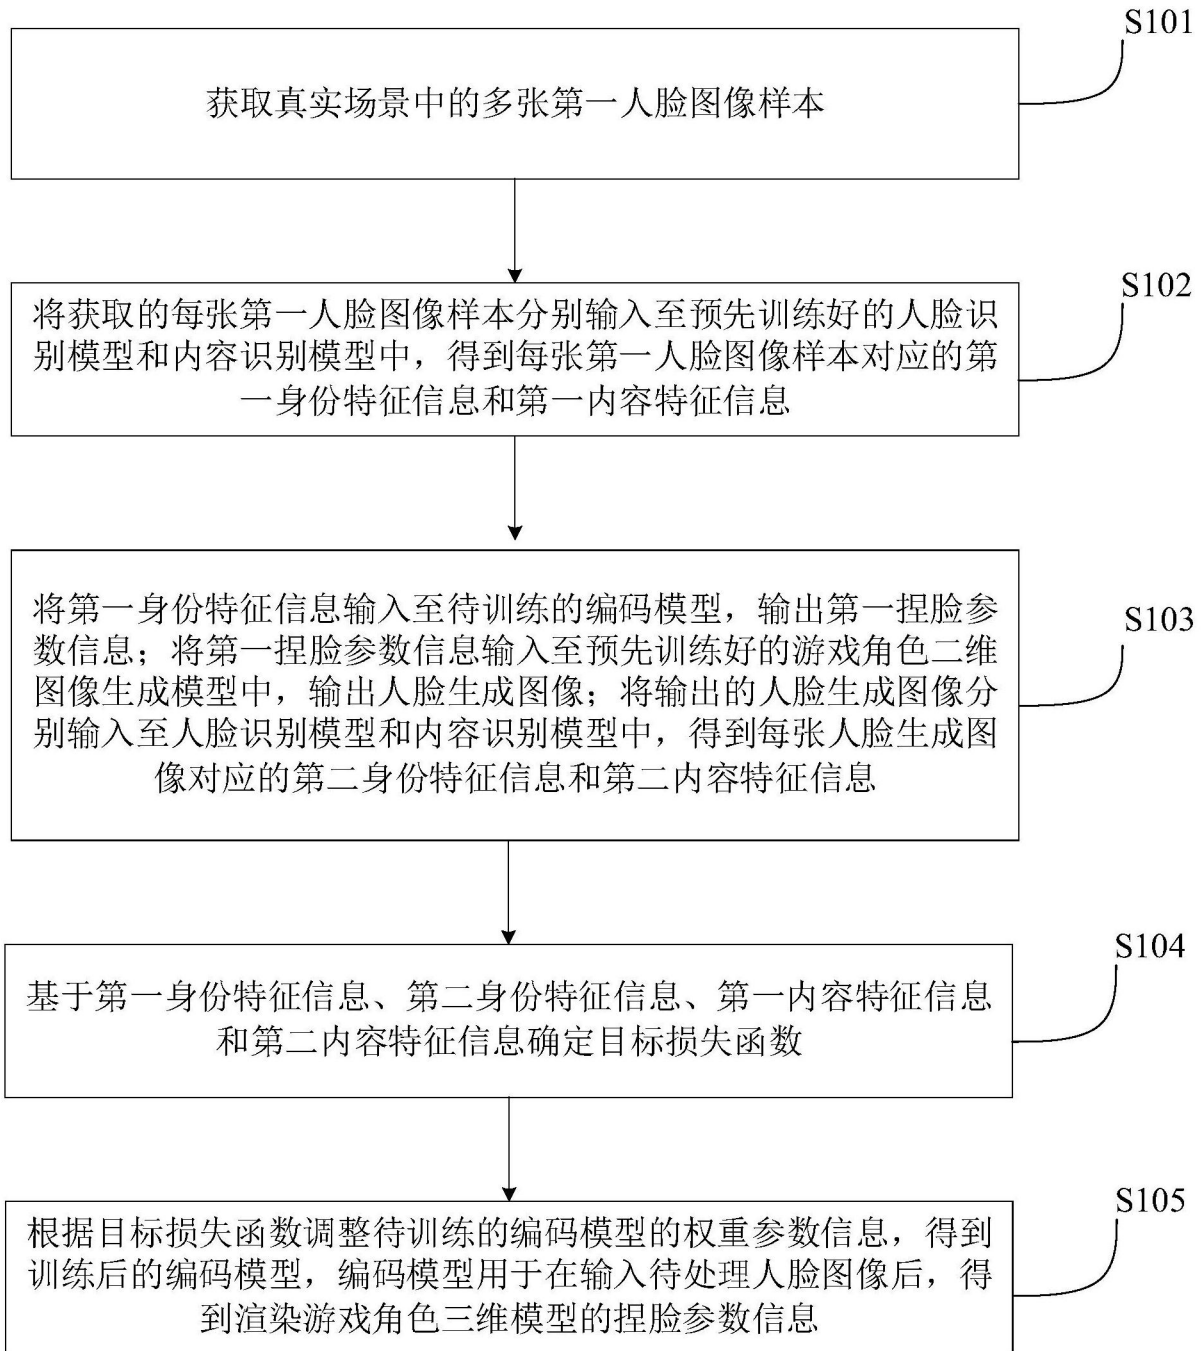 S101
获取真实场景中的多张第一人脸图像样本
S102
将获取的每张第一人脸图像样本分别输入至预先训练好的人脸识
别模型和内容识别模型中，得到每张第一人脸图像样本对应的第
一身份特征信息和第一内容特征信息
S103
将第一身份特征信息输入至待训练的编码模型，输出第一捏脸参
数信息；将第一捏脸参数信息输入至预先训练好的游戏角色二维
图像生成模型中，输出人脸生成图像；将输出的人脸生成图像分
别输入至人脸识别模型和内容识别模型中，得到每张人脸生成图
像对应的第二身份特征信息和第二内容特征信息
S104
基于第一身份特征信息、第二身份特征信息、第一内容特征信息
和第二内容特征信息确定目标损失函数
S105
根据目标损失函数调整待训练的编码模型的权重参数信息，得到
训练后的编码模型，编码模型用于在输入待处理人脸图像后，得
到渲染游戏角色三维模型的捏脸参数信息